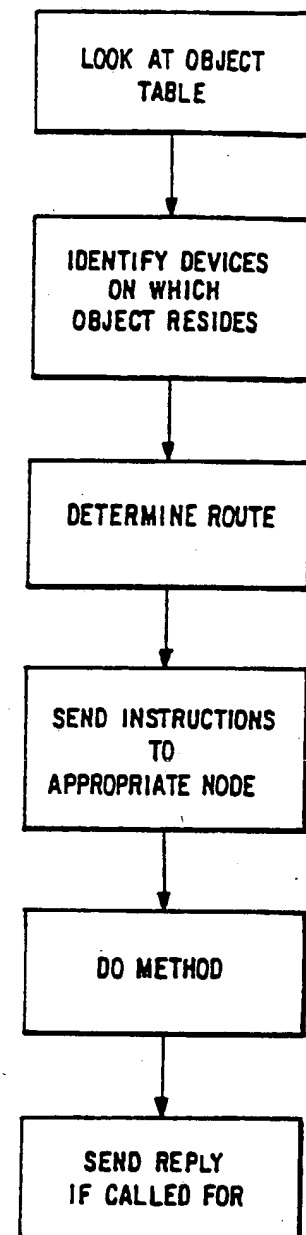 LOOK AT OBJECT
TABLE
IDENTIFY DEVICES
ON WHICH
OBJECT RESIDES
DETERMINE ROUTE
SEND INSTRUCTIONS
TO
APPROPRIATE NODE
DO METHOD
SEND REPLY
IF CALLED FOR